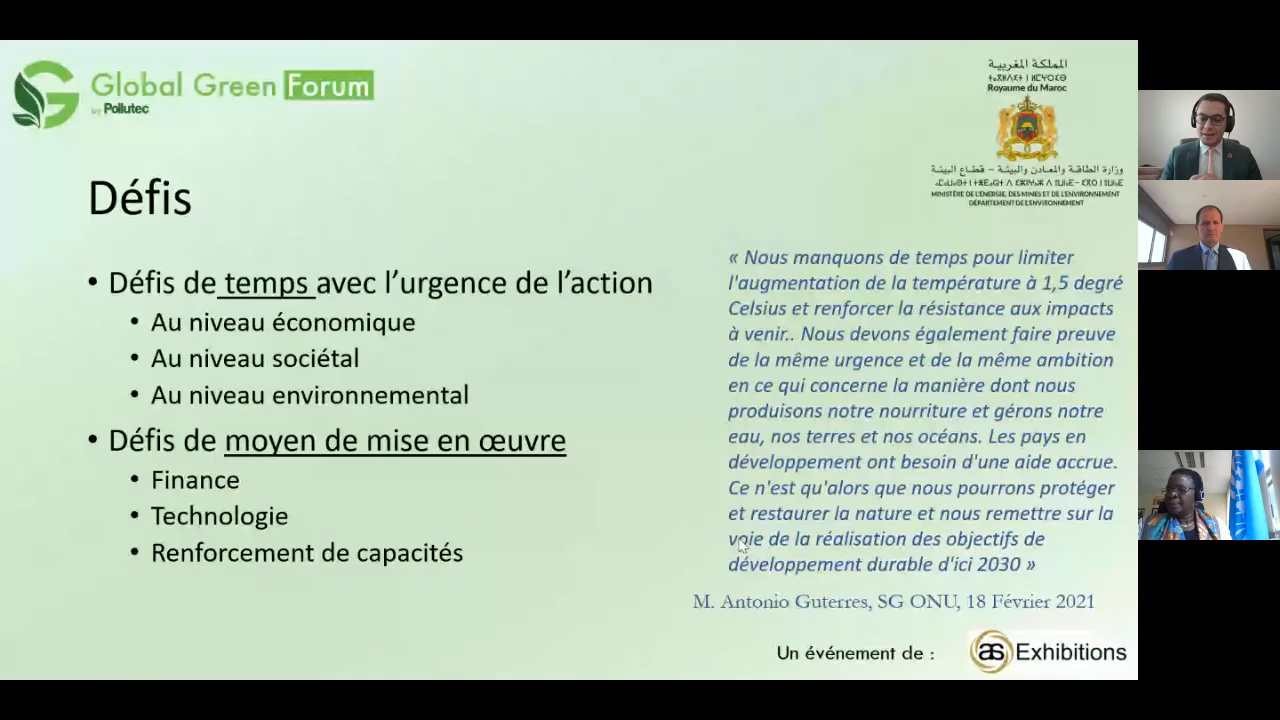 Global Green Forum
by Pollutec
المملكة المغربية
ⵜⴰⴳⵍⴷⵉⵜ ⵏ ⵍⵎⵖⵔⵉⴱ
Royaume du Maroc
وزارة الطاقة والمعادن والبيئة – قطاع البيئة
MINISTÈRE DE L'ÉNERGIE, DES MINES ET DE L'ENVIRONNEMENT
DÉPARTEMENT DE L'ENVIRONNEMENT
Défis
• Défis de temps avec l’urgence de l’action
• Au niveau économique
• Au niveau sociétal
• Au niveau environnemental
• Défis de moyen de mise en œuvre
• Finance
• Technologie
• Renforcement de capacités
« Nous manquons de temps pour limiter
l'augmentation de la température à 1,5 degré
Celsius et renforcer la résistance aux impacts
à venir.. Nous devons également faire preuve
de la même urgence et de la même ambition
en ce qui concerne la manière dont nous
produisons notre nourriture et gérons notre
eau, nos terres et nos océans. Les pays en
développement ont besoin d'une aide accrue.
Ce n'est qu'alors que nous pourrons protéger
et restaurer la nature et nous remettre sur la
voie de la réalisation des objectifs de
développement durable d'ici 2030 »
M. Antonio Guterres, SG ONU, 18 Février 2021
Un événement de :
as Exhibitions